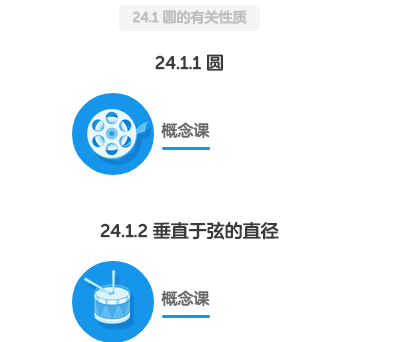 24.1 圆的有关性质
24.1.1 圆
概念课
24.1.2 垂直于弦的直径
概念课